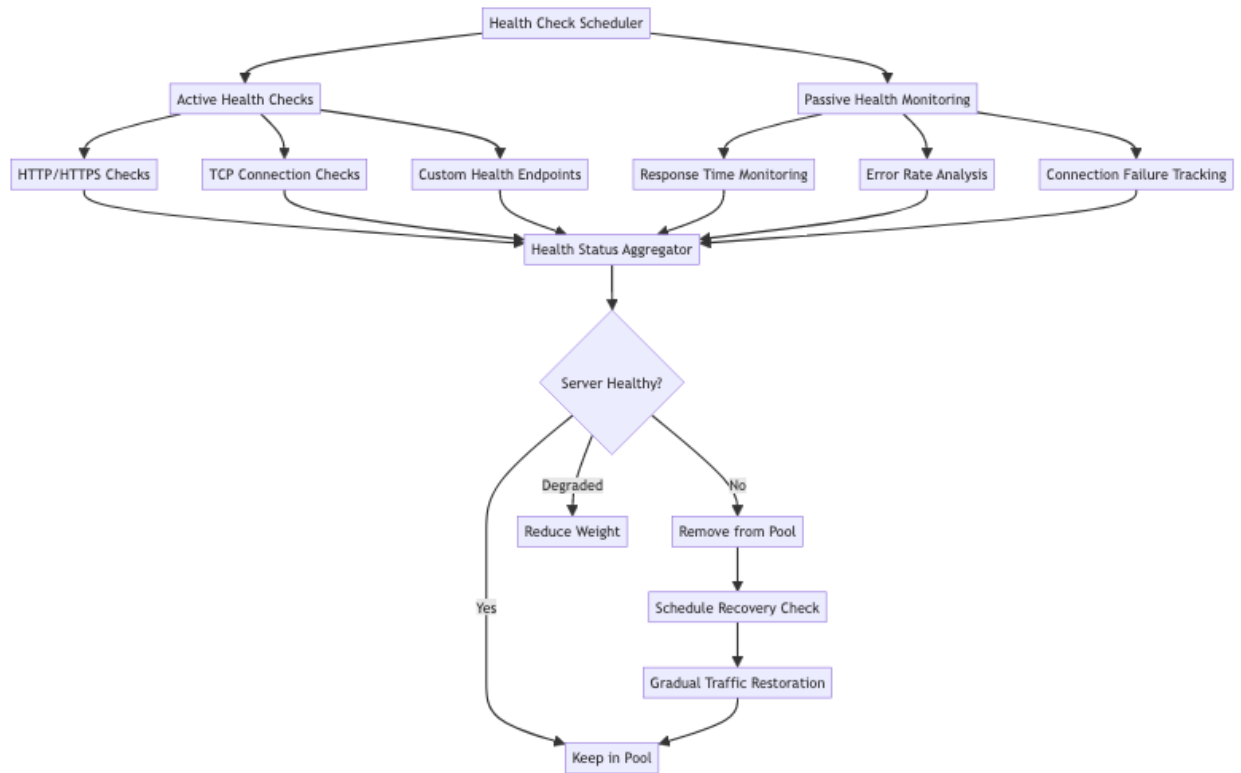 Health Check Scheduler
Active Health Checks
Passive Health Monitoring
HTTP/HTTPS Checks
TCP Connection Checks
Custom Health Endpoints
Response Time Monitoring
Error Rate Analysis
Connection Failure Tracking
Health Status Aggregator
Server Healthy?
Degraded
No
Reduce Weight
Remove from Pool
Yes
Schedule Recovery Check
Gradual Traffic Restoration
Keep in Pool